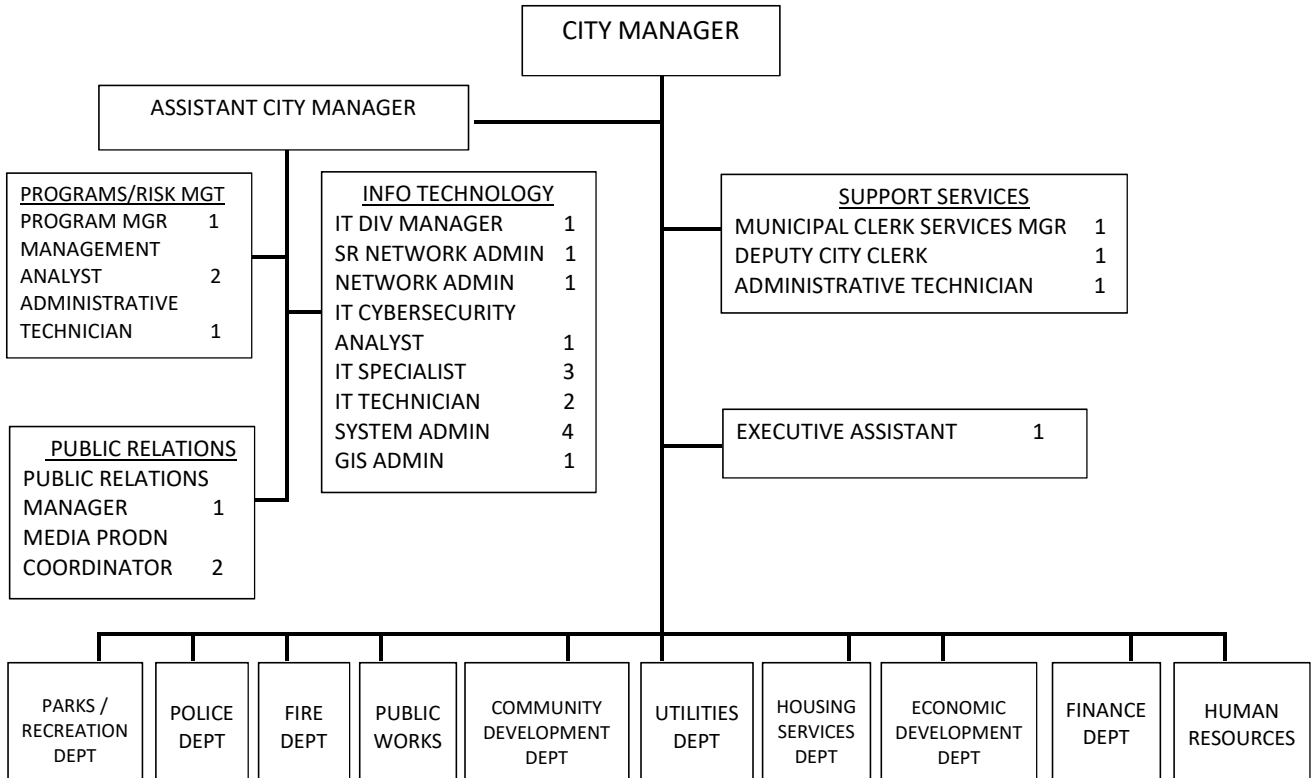 CITY MANAGER
ASSISTANT CITY MANAGER
PROGRAMS/RISK MGT
PROGRAM MGR 1
MANAGEMENT
ANALYST 2
ADMINISTRATIVE
TECHNICIAN 1
INFO TECHNOLOGY
IT DIV MANAGER 1
SR NETWORK ADMIN 1
NETWORK ADMIN 1
IT CYBERSECURITY
ANALYST 1
IT SPECIALIST 3
IT TECHNICIAN 2
SYSTEM ADMIN 4
GIS ADMIN 1
SUPPORT SERVICES
MUNICIPAL CLERK SERVICES MGR 1
DEPUTY CITY CLERK 1
ADMINISTRATIVE TECHNICIAN 1
PUBLIC RELATIONS
PUBLIC RELATIONS
MANAGER 1
MEDIA PRODN
COORDINATOR 2
EXECUTIVE ASSISTANT 1
PARKS /
RECREATION
DEPT
POLICE
DEPT
FIRE
DEPT
PUBLIC
WORKS
COMMUNITY
DEVELOPMENT
DEPT
UTILITIES
DEPT
HOUSING
SERVICES
DEPT
ECONOMIC
DEVELOPMENT
DEPT
FINANCE
DEPT
HUMAN
RESOURCES